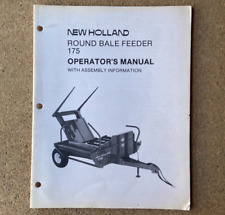 NEW HOLLAND
ROUND BALE FEEDER
175
OPERATOR'S MANUAL
WITH ASSEMBLY INFORMATION